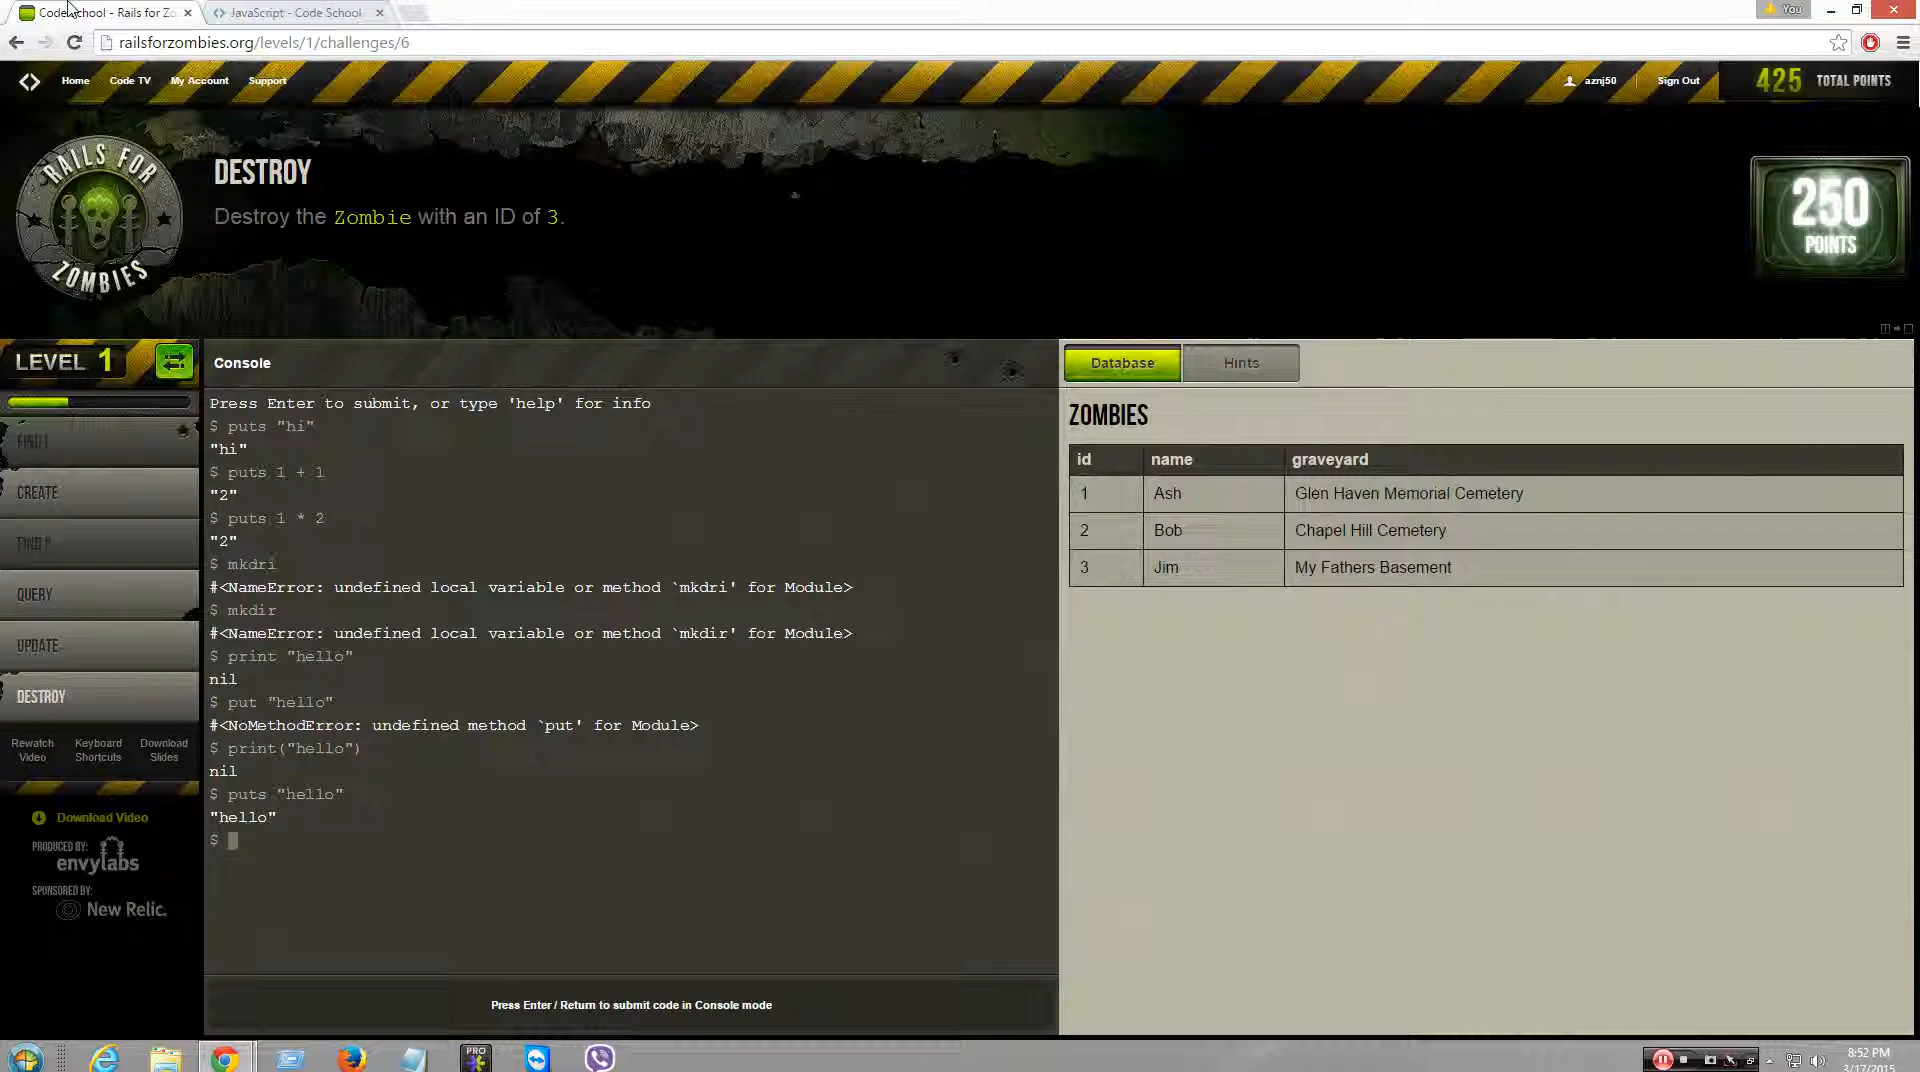 Code School - Rails for Zo
JavaScript - Code School
You
railsforzombies.org/levels/1/challenges/6
Home Code TV My Account Support
aznj50 Sign Out 425 TOTAL POINTS
RAILS FOR ZOMBIES
DESTROY
Destroy the Zombie with an ID of 3.
250
POINTS
LEVEL 1
FIND I
CREATE
FIND II
QUERY
UPDATE
DESTROY
Rewatch Video
Keyboard Shortcuts
Download Slides
Download Video
PRODUCED BY:
envylabs
SPONSORED BY:
New Relic.
Console
Press Enter to submit, or type 'help' for info
$ puts "hi"
"hi"
$ puts 1 + 1
"2"
$ puts 1 * 2
"2"
$ mkdri
#<NameError: undefined local variable or method `mkdri' for Module>
$ mkdir
#<NameError: undefined local variable or method `mkdir' for Module>
$ print "hello"
nil
$ put "hello"
#<NoMethodError: undefined method `put' for Module>
$ print("hello")
nil
$ puts "hello"
"hello"
$
Press Enter / Return to submit code in Console mode
Database Hints
ZOMBIES
id name graveyard
1 Ash Glen Haven Memorial Cemetery
2 Bob Chapel Hill Cemetery
3 Jim My Fathers Basement
PRO
8:52 PM
3/17/2015